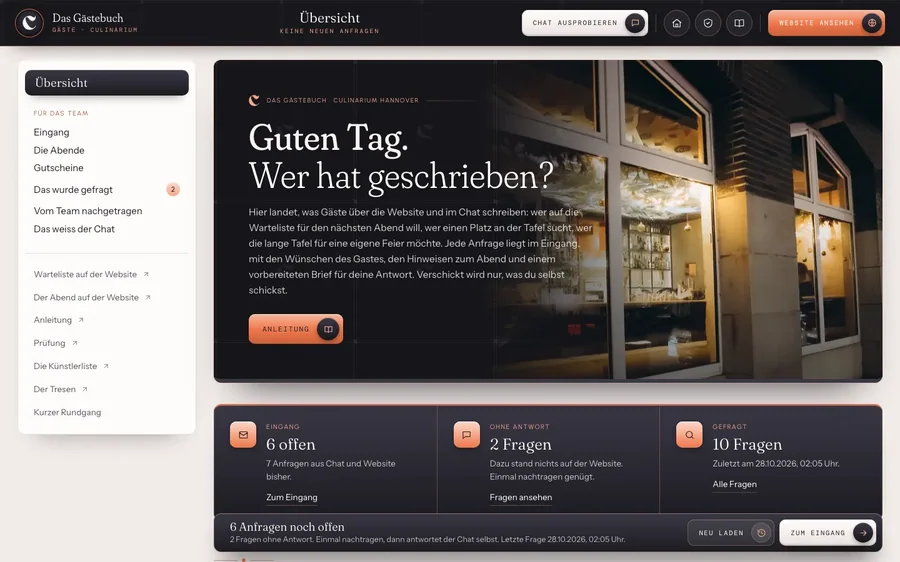 Das Gästebuch
GÄSTE · CULINARIUM
Übersicht
KEINE NEUEN ANFRAGEN
CHAT AUSPROBIEREN
WEBSITE ANSEHEN
Übersicht
FÜR DAS TEAM
Eingang
Die Abende
Gutscheine
Das wurde gefragt 2
Vom Team nachgetragen
Das weiss der Chat
Warteliste auf der Website ↗
Der Abend auf der Website ↗
Anleitung ↗
Prüfung ↗
Die Künstlerliste ↗
Der Tresen ↗
Kurzer Rundgang
DAS GÄSTEBUCH · CULINARIUM HANNOVER
Guten Tag.
Wer hat geschrieben?
Hier landet, was Gäste über die Website und im Chat schreiben: wer auf die
Warteliste für den nächsten Abend will, wer einen Platz an der Tafel sucht, wer
die lange Tafel für eine eigene Feier möchte. Jede Anfrage liegt im Eingang,
mit den Wünschen des Gastes, den Hinweisen zum Abend und einem
vorbereiteten Brief für deine Antwort. Verschickt wird nur, was du selbst
schickst.
ANLEITUNG
EINGANG
6 offen
7 Anfragen aus Chat und Website
bisher.
Zum Eingang
OHNE ANTWORT
2 Fragen
Dazu stand nichts auf der Website.
Einmal nachtragen genügt.
Fragen ansehen
GEFRAGT
10 Fragen
Zuletzt am 28.10.2026, 02:05 Uhr.
Alle Fragen
6 Anfragen noch offen
2 Fragen ohne Antwort. Einmal nachtragen, dann antwortet der Chat selbst. Letzte Frage 28.10.2026, 02:05 Uhr.
NEU LADEN
ZUM EINGANG